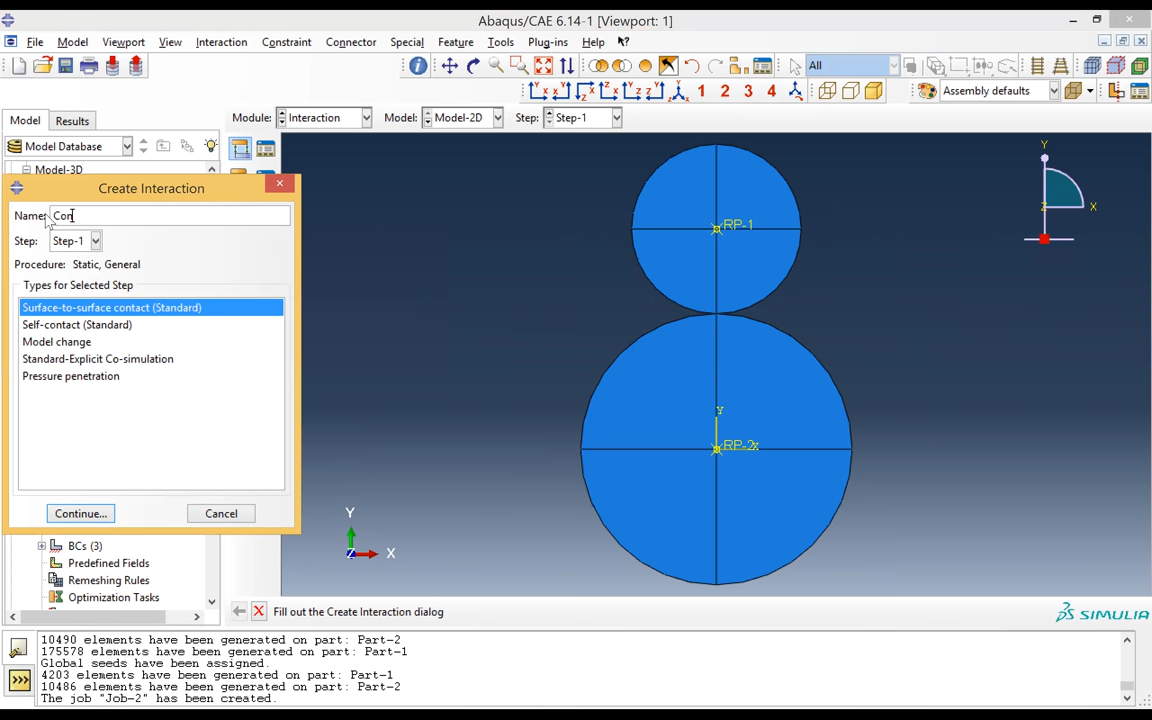 Abaqus/CAE 6.14-1 [Viewport: 1]
File Model Viewport View Interaction Constraint Connector Special Feature Tools Plug-ins Help
All
1 2 3 4
Assembly defaults
Model Results
Module: Interaction Model: Model-2D Step: Step-1
Model Database
Model-3D
Create Interaction
Name: Con
Step: Step-1
Procedure: Static, General
Types for Selected Step
Surface-to-surface contact (Standard)
Self-contact (Standard)
Model change
Standard-Explicit Co-simulation
Pressure penetration
Continue... Cancel
BCs (3)
Predefined Fields
Remeshing Rules
Optimization Tasks
RP-1
Y
RP-2
X
Y
X
Z
Y
X
Z
Fill out the Create Interaction dialog
SIMULIA
10490 elements have been generated on part: Part-2
175578 elements have been generated on part: Part-1
Global seeds have been assigned.
4203 elements have been generated on part: Part-1
10486 elements have been generated on part: Part-2
The job "Job-2" has been created.
>>>